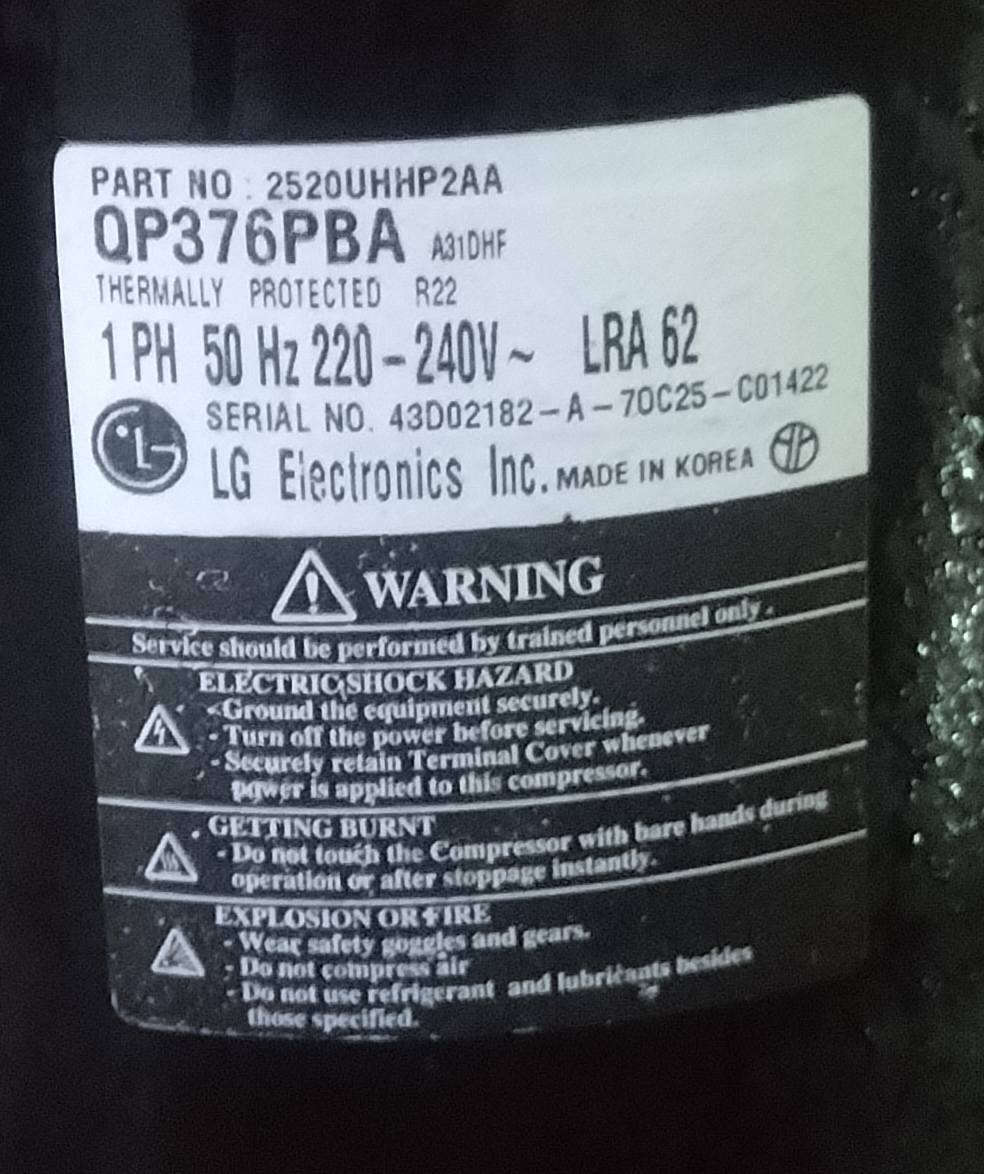 PART NO : 2520UHHP2AA
QP376PBA A31DHF
THERMALLY PROTECTED R22
1 PH 50 Hz 220-240V~ LRA 62
SERIAL NO. 43D02182-A-70C25-C01422
LG LG Electronics Inc. MADE IN KOREA
WARNING
Service should be performed by trained personnel only.
ELECTRIC SHOCK HAZARD
-Ground the equipment securely.
-Turn off the power before servicing.
-Securely retain Terminal Cover whenever
power is applied to this compressor.
GETTING BURNT
-Do not touch the Compressor with bare hands during
operation or after stoppage instantly.
EXPLOSION OR FIRE
-Wear safety goggles and gears.
-Do not compress air
-Do not use refrigerant and lubricants besides
those specified.